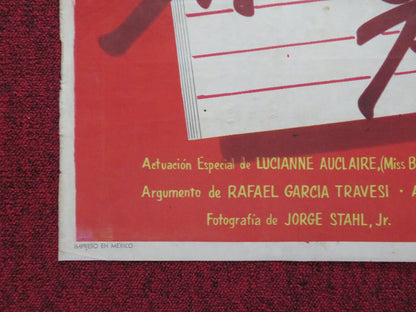 Actuación Especial de LUCIANNE AUCLAIRE,(Miss B
Argumento de RAFAEL GARCIA TRAVESI · A
Fotografía de JORGE STAHL, Jr.
IMPRESO EN MEXICO